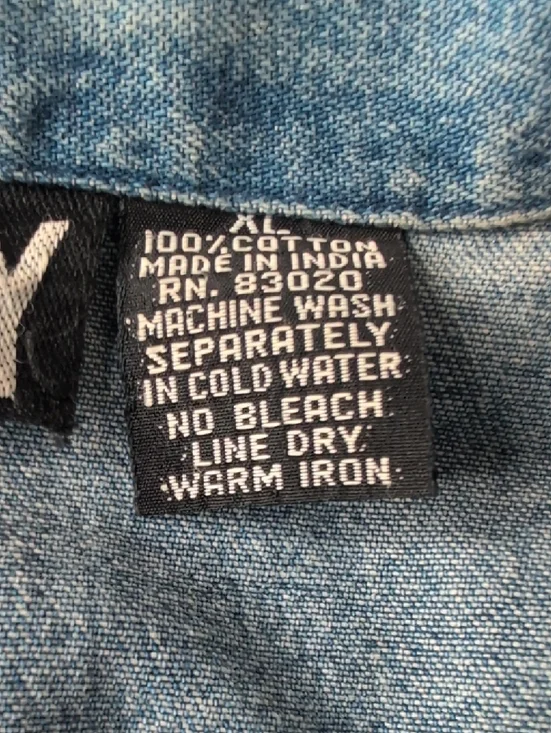 Y
XL
100% COTTON
MADE IN INDIA
RN. 83020
MACHINE WASH
SEPARATELY
IN COLD WATER
NO BLEACH
LINE DRY
WARM IRON